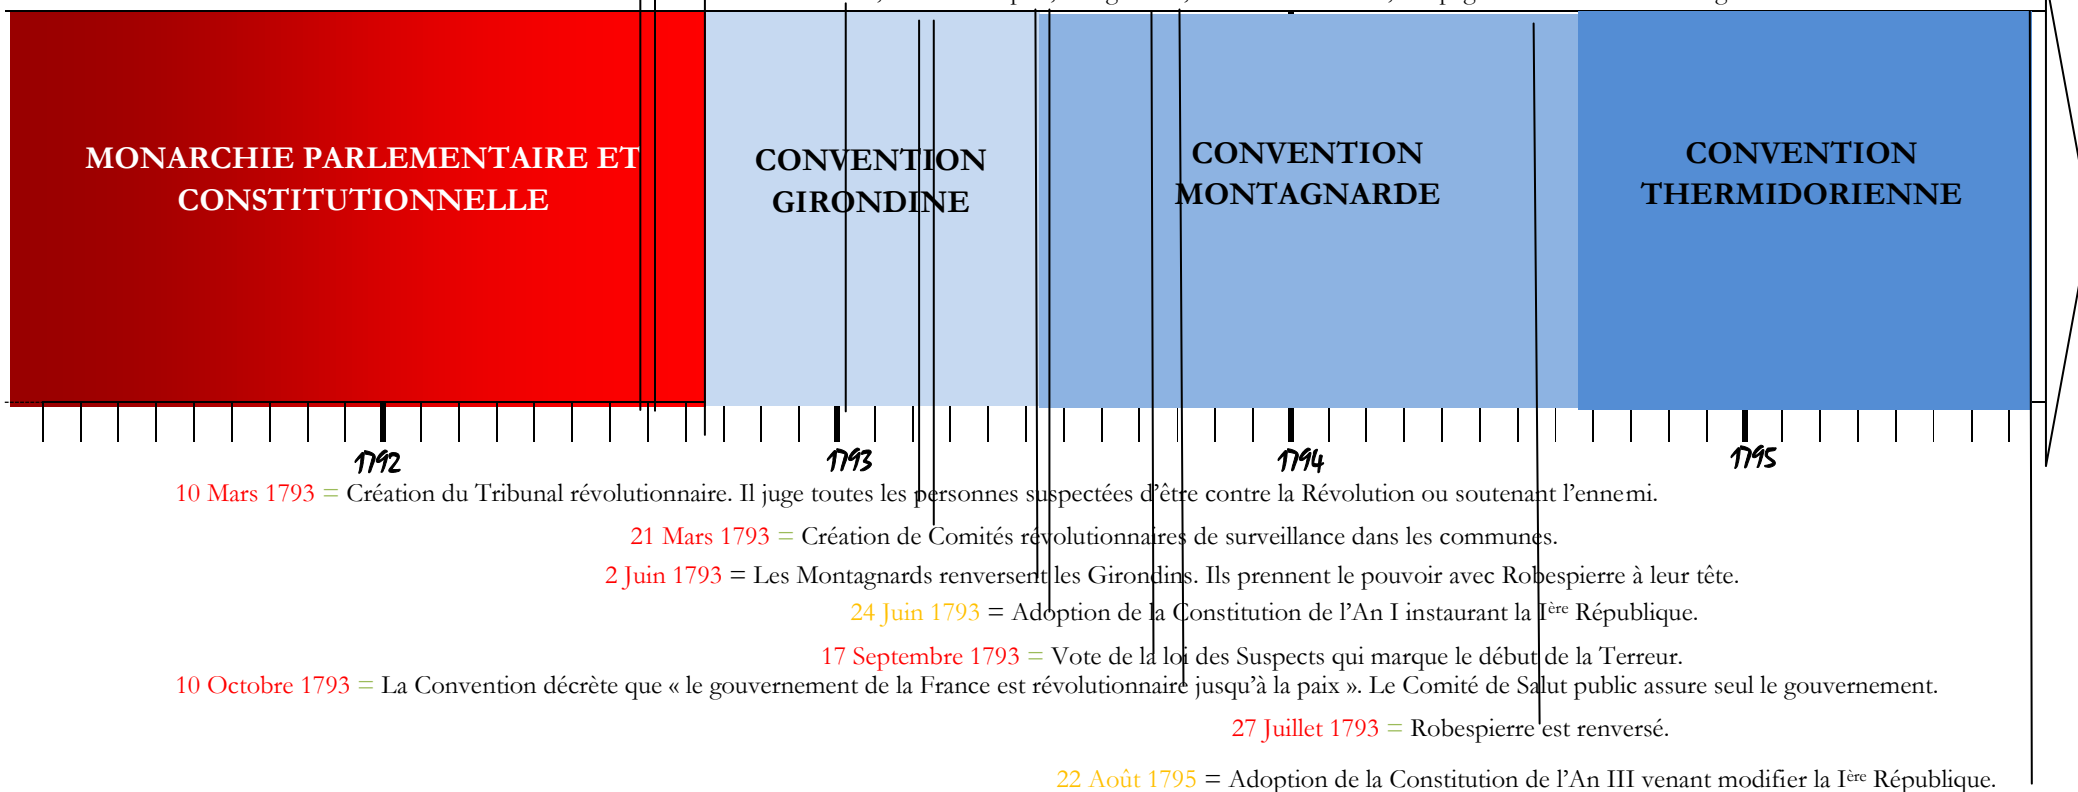 MONARCHIE PARLEMENTAIRE ET
CONSTITUTIONNELLE
CONVENTION
GIRONDINE
CONVENTION
MONTAGNARDE
CONVENTION
THERMIDORIENNE
1792
1793
1794
1795
10 Mars 1793 = Création du Tribunal révolutionnaire. Il juge toutes les personnes suspectées d’être contre la Révolution ou soutenant l’ennemi.
21 Mars 1793 = Création de Comités révolutionnaires de surveillance dans les communes.
2 Juin 1793 = Les Montagnards renversent les Girondins. Ils prennent le pouvoir avec Robespierre à leur tête.
24 Juin 1793 = Adoption de la Constitution de l’An I instaurant la Ière République.
17 Septembre 1793 = Vote de la loi des Suspects qui marque le début de la Terreur.
10 Octobre 1793 = La Convention décrète que « le gouvernement de la France est révolutionnaire jusqu’à la paix ». Le Comité de Salut public assure seul le gouvernement.
27 Juillet 1793 = Robespierre est renversé.
22 Août 1795 = Adoption de la Constitution de l’An III venant modifier la Ière République.